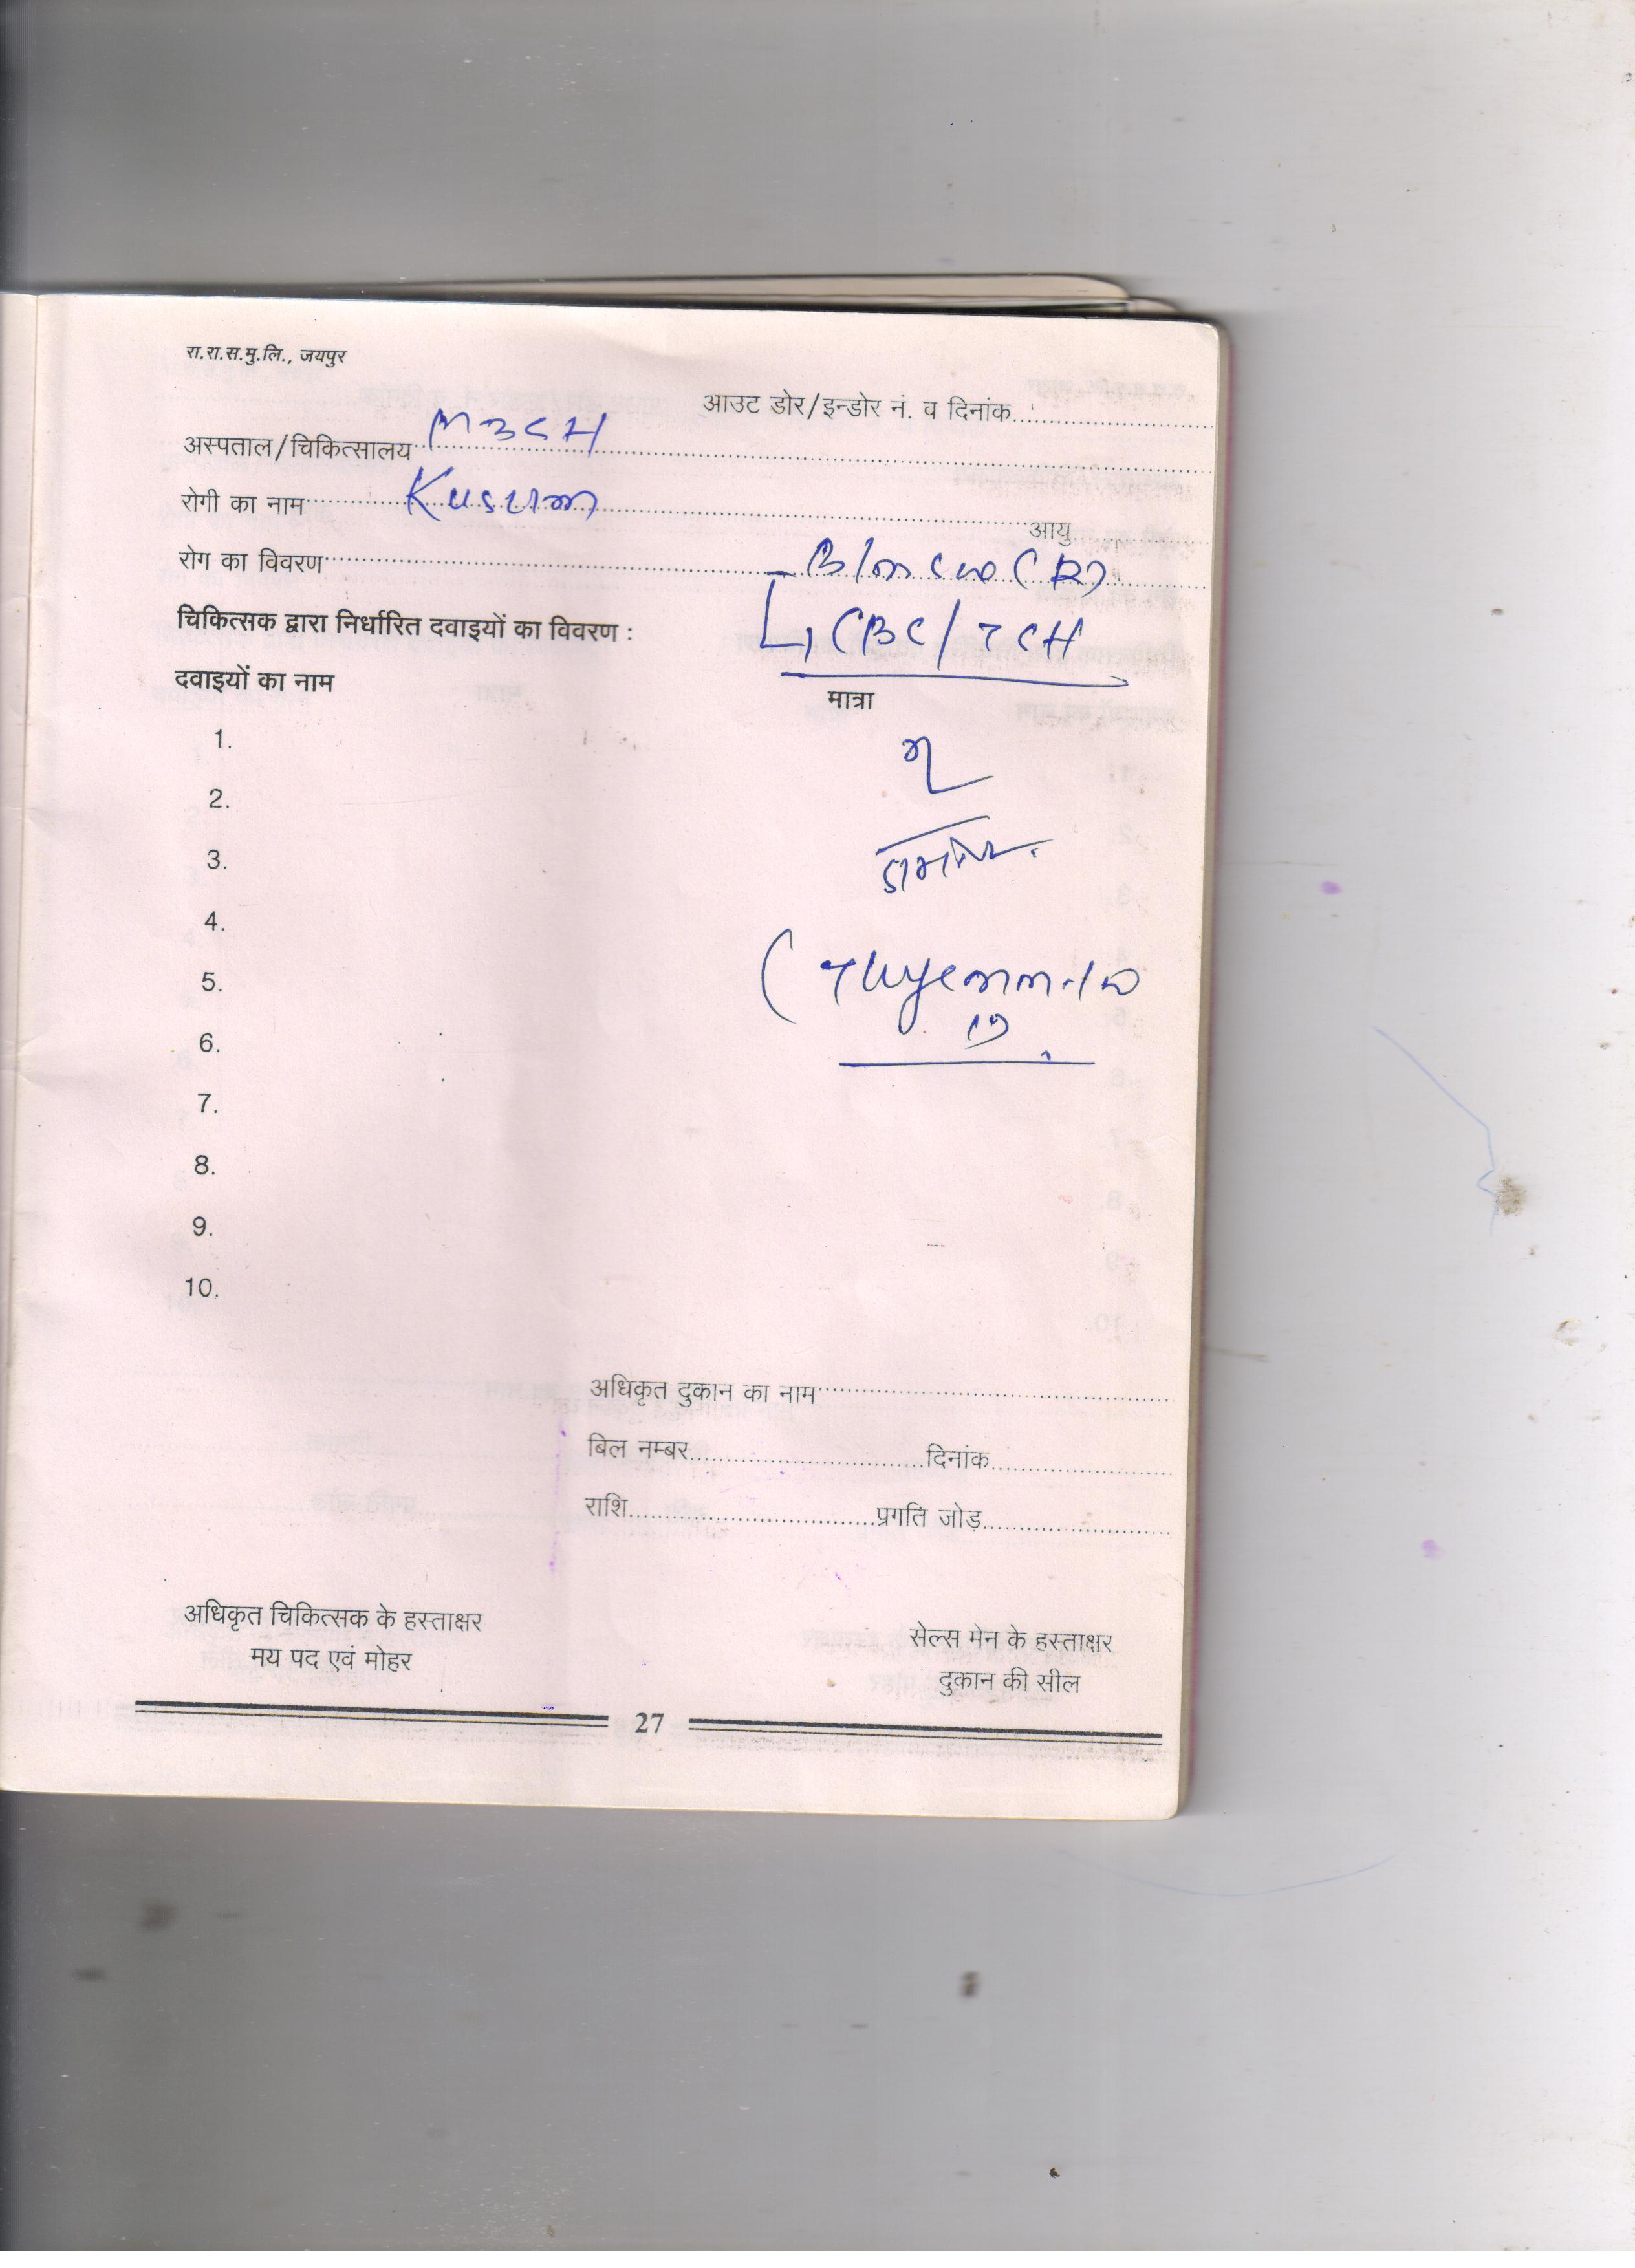 रा.रा.स.मु.लि., जयपुर
आउट डोर/इन्डोर नं. व दिनांक
अस्पताल/चिकित्सालय MBSH
रोगी का नाम Kusum आयु
रोग का विवरण
चिकित्सक द्वारा निर्धारित दवाइयों का विवरण : CBC/TCH
दवाइयों का नाम मात्रा
1.
2.
3.
4.
5.
6.
7.
8.
9.
10.
अधिकृत दुकान का नाम
बिल नम्बर दिनांक
राशि प्रगति जोड़
अधिकृत चिकित्सक के हस्ताक्षर
मय पद एवं मोहर
सेल्स मेन के हस्ताक्षर
दुकान की सील
27